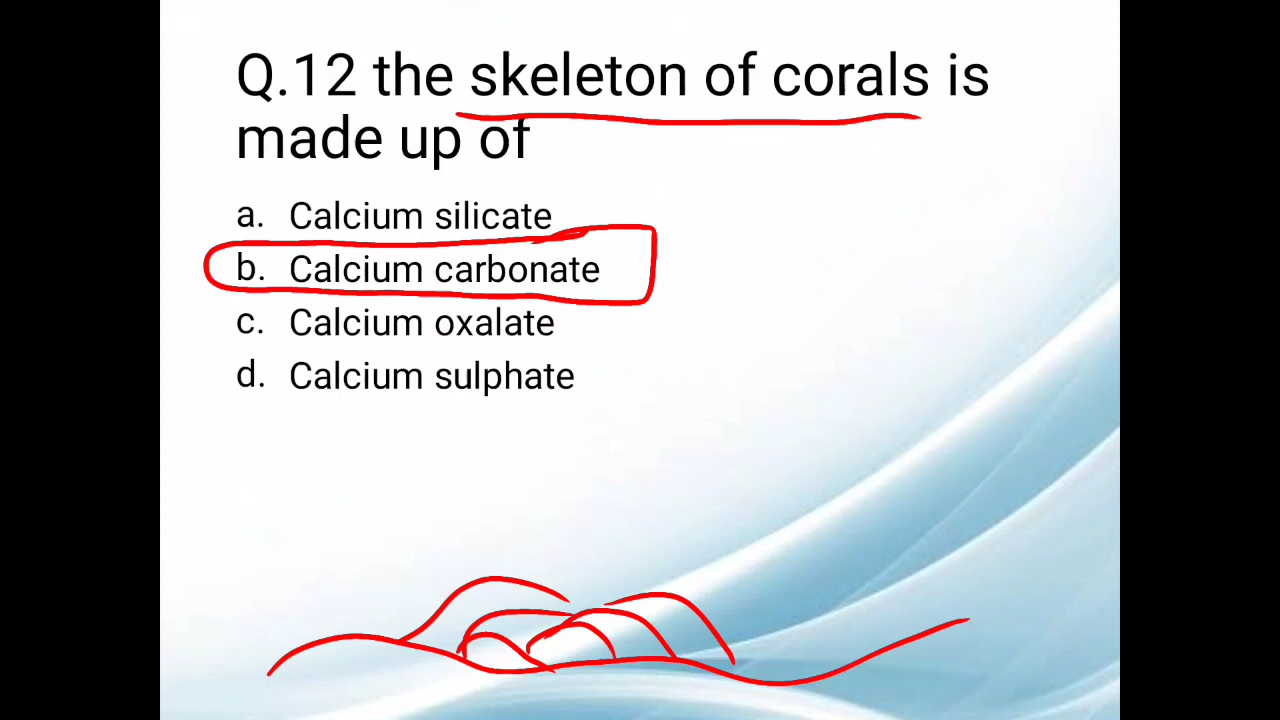 Q.12 the skeleton of corals is
made up of
a. Calcium silicate
b. Calcium carbonate
c. Calcium oxalate
d. Calcium sulphate